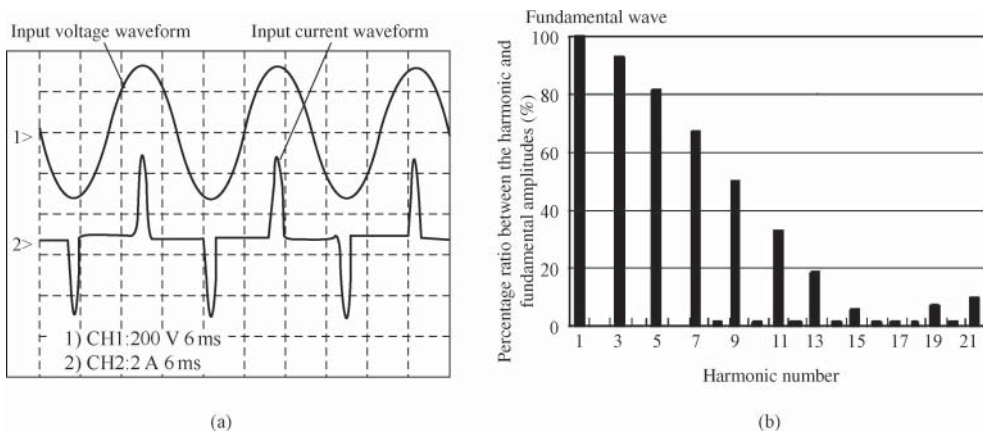 Input voltage waveform
Input current waveform
1>
2>
1) CH1:200 V 6 ms
2) CH2:2 A 6 ms
(a)
Fundamental wave
Percentage ratio between the harmonic and
fundamental amplitudes (%)
100
80
60
40
20
0
1 3 5 7 9 11 13 15 17 19 21
Harmonic number
(b)